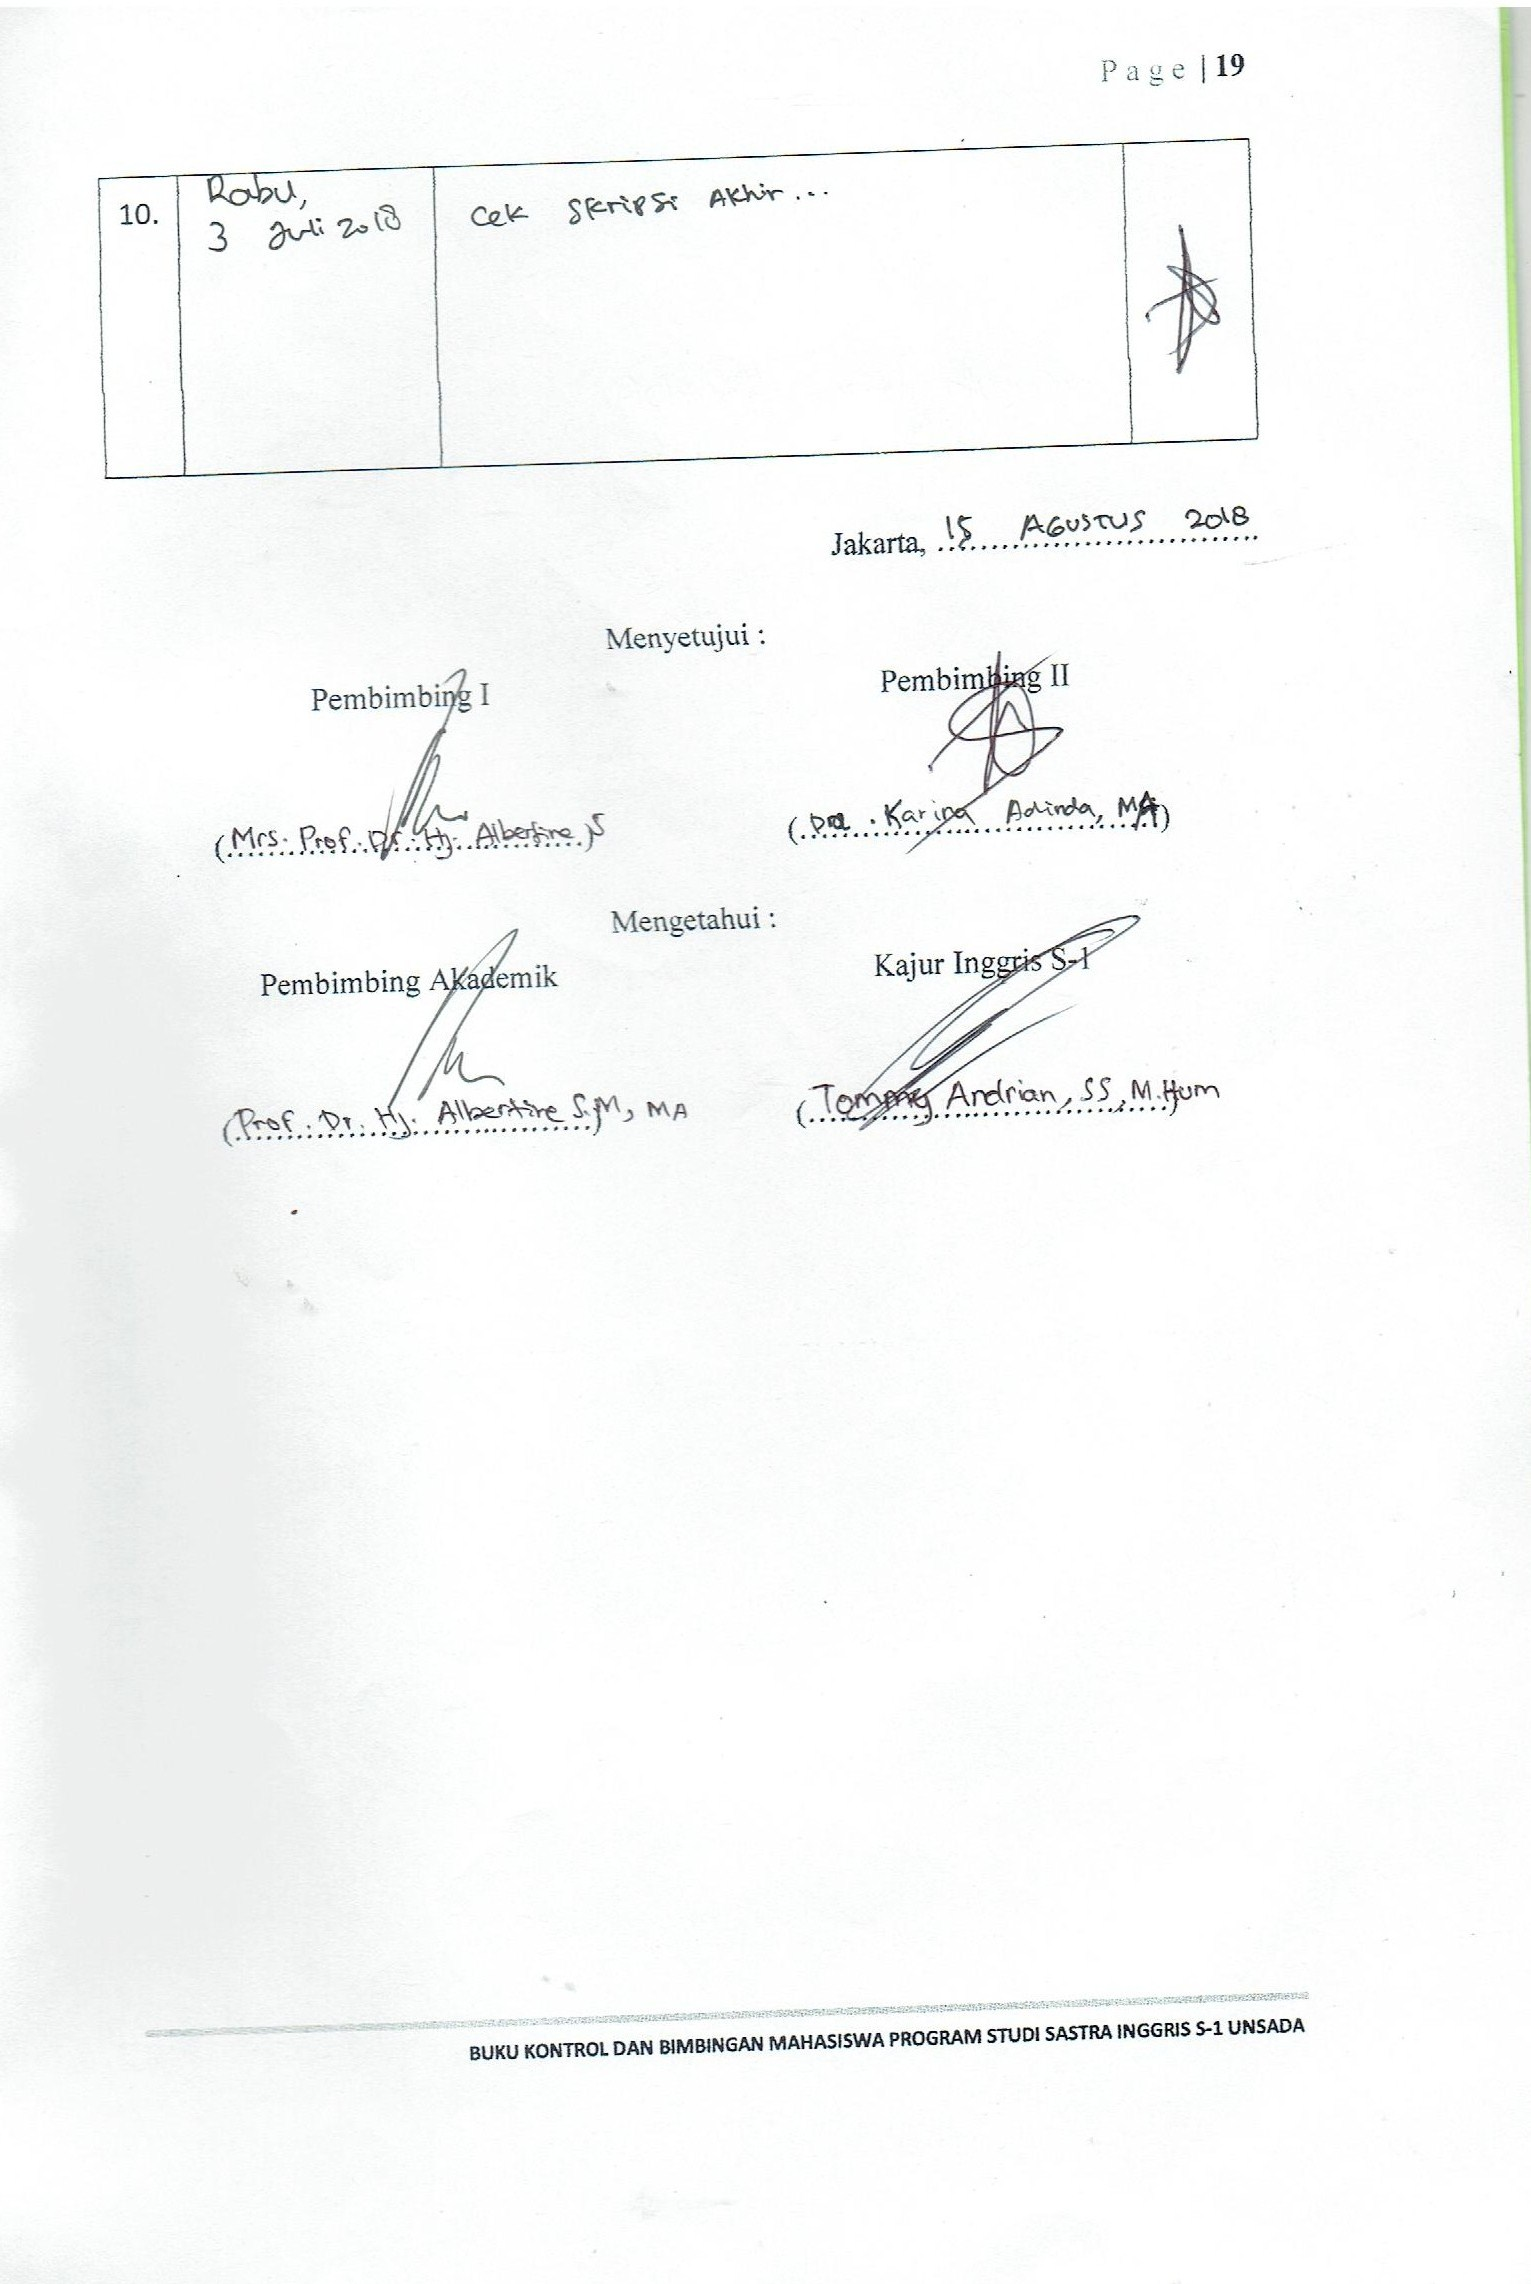 Page | 19
10.
Rabu,
3 Juli 2018
Cek Skripsi Akhir...
Jakarta, 15 AGUSTUS 2018
Menyetujui :
Pembimbing I
Pembimbing II
(Mrs. Prof. Dr. Hj. Albertine S)
(Dra. Karina Adinda, MA)
Mengetahui :
Pembimbing Akademik
Kajur Inggris S-1
(Prof. Dr. Hj. Albertine S.M, MA)
(Tommy Andrian, SS, M.Hum)
BUKU KONTROL DAN BIMBINGAN MAHASISWA PROGRAM STUDI SASTRA INGGRIS S-1 UNSADA